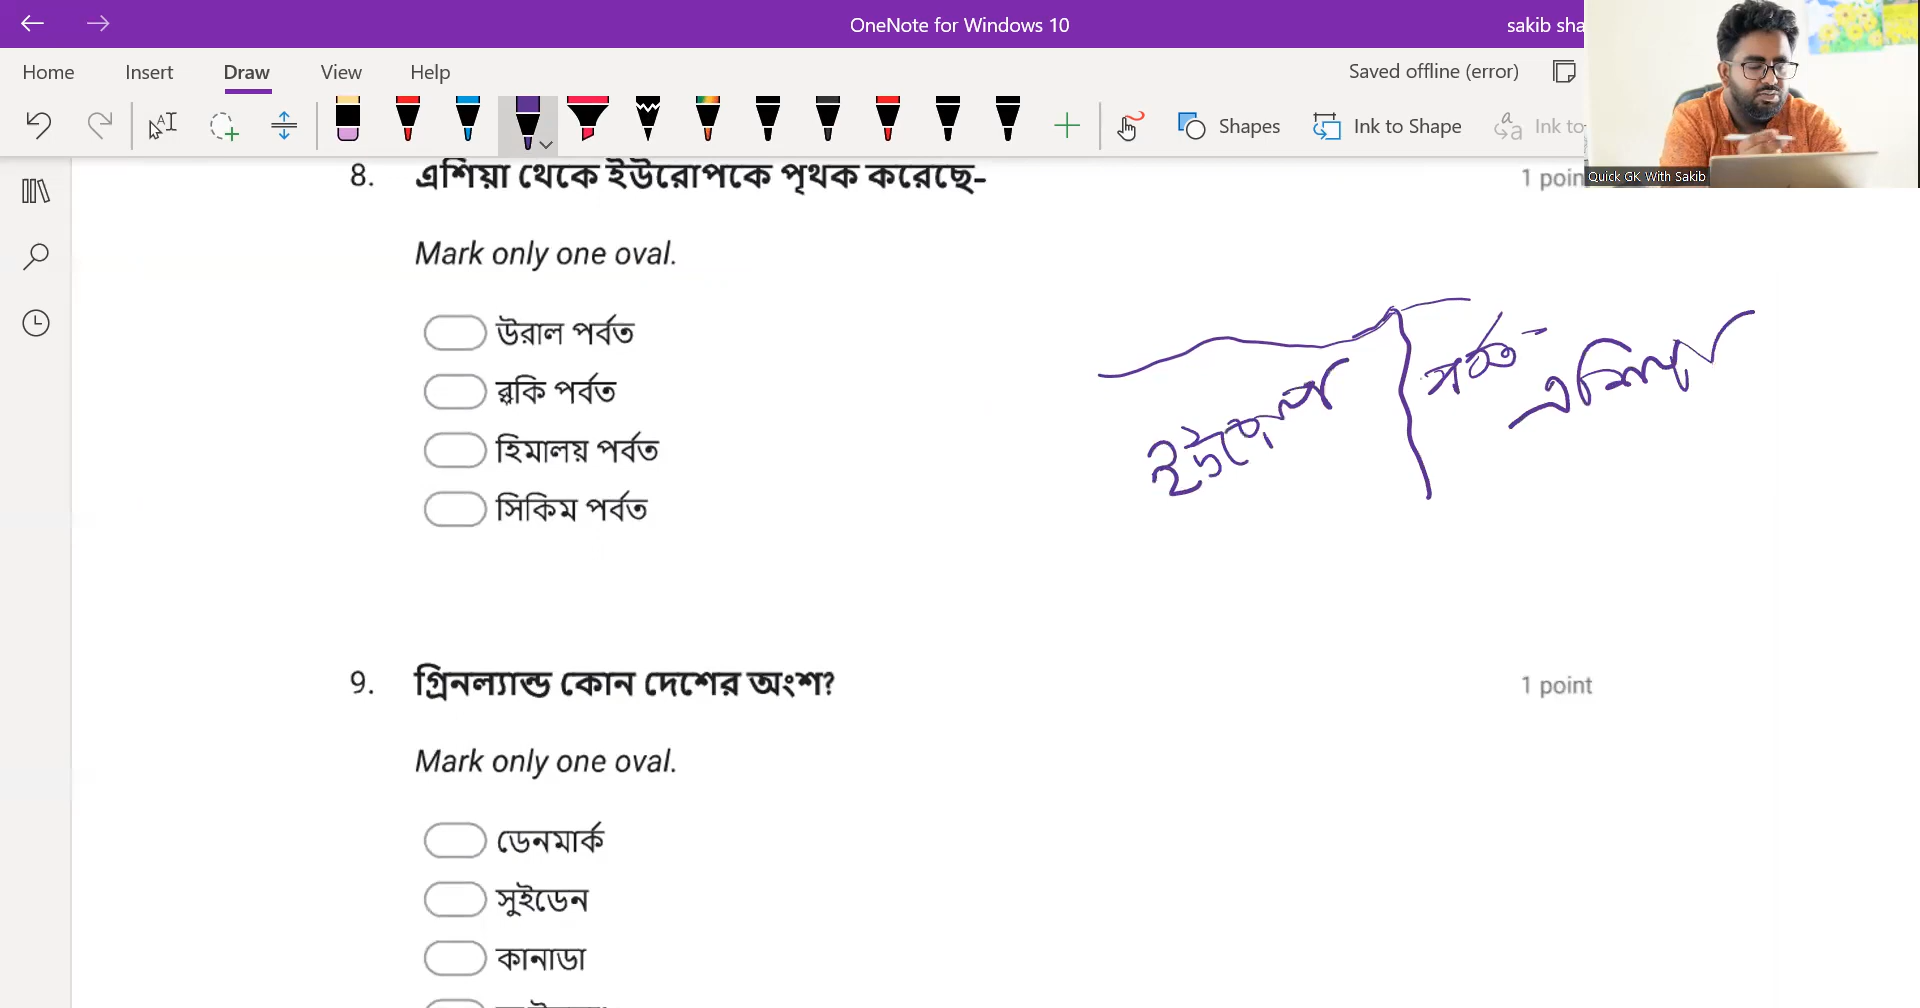 OneNote for Windows 10
sakib sha
Home Insert Draw View Help
Saved offline (error)
Shapes Ink to Shape Ink to
Quick GK With Sakib
8. এশিয়া থেকে ইউরোপকে পৃথক করেছে- 1 poin
Mark only one oval.
উরাল পর্বত
রকি পর্বত
হিমালয় পর্বত
সিকিম পর্বত
ইউরোপ
এশিয়া
9. গ্রিনল্যান্ড কোন দেশের অংশ? 1 point
Mark only one oval.
ডেনমার্ক
সুইডেন
কানাডা